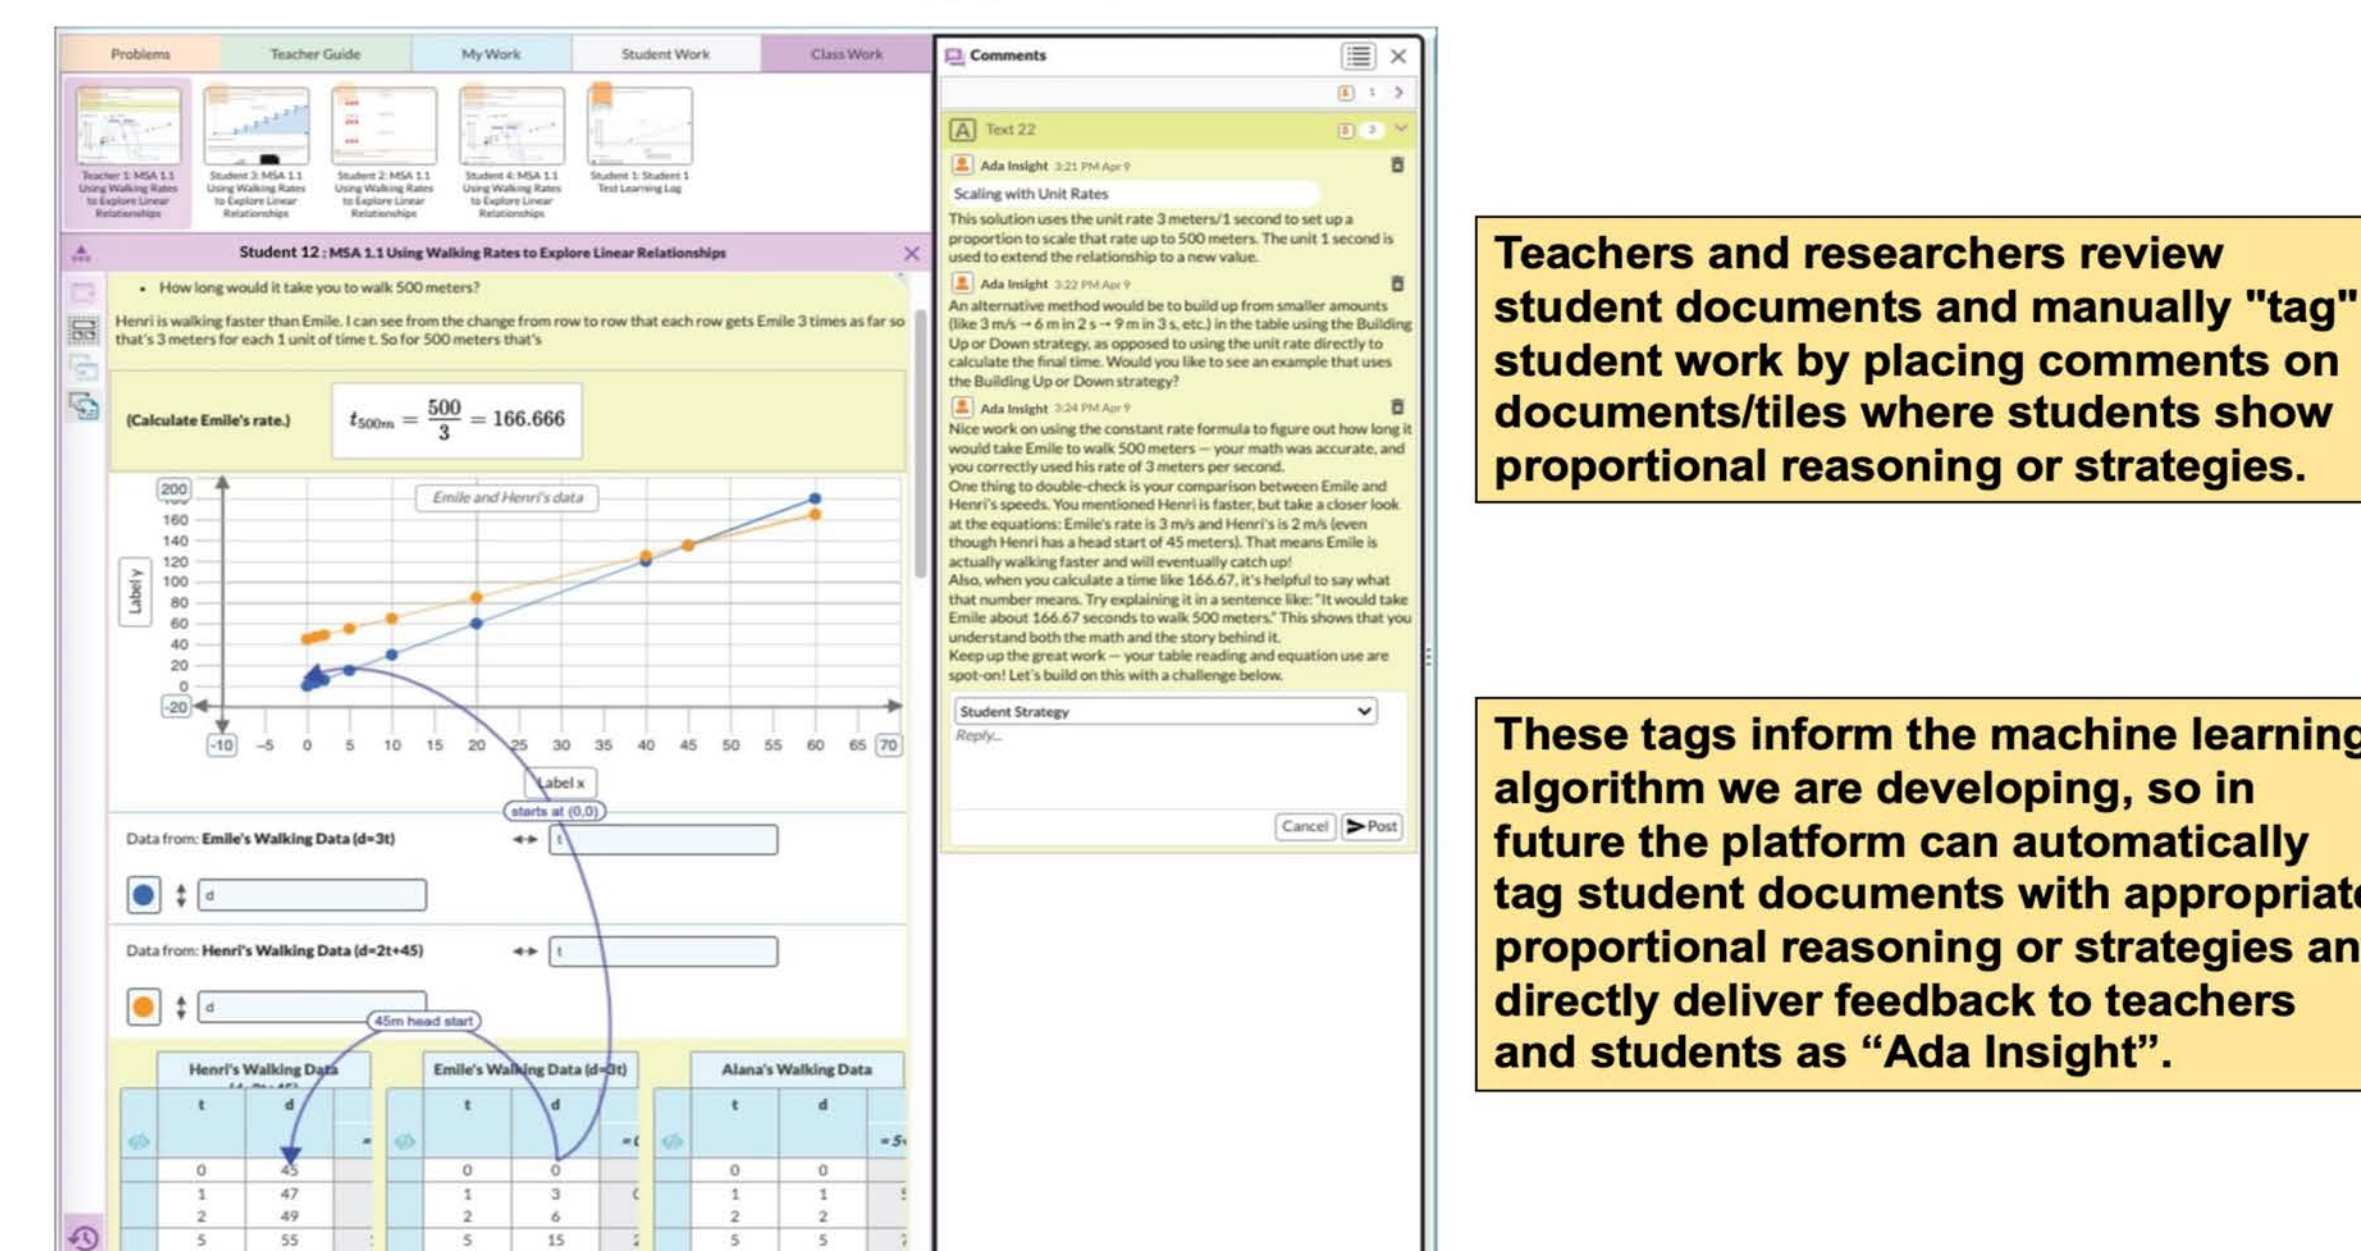 Problems
Teacher Guide
My Work
Student Work
Class Work
Teacher 1: MSA 1.1
Using Walking Rates
to Explore Linear
Relationships
Student 3: MSA 1.1
Using Walking Rates
to Explore Linear
Relationships
Student 2: MSA 1.1
Using Walking Rates
to Explore Linear
Relationships
Student 4: MSA 1.1
Using Walking Rates
to Explore Linear
Relationships
Student 1: Student 1
Test Learning Log
Student 12 : MSA 1.1 Using Walking Rates to Explore Linear Relationships
• How long would it take you to walk 500 meters?
Henri is walking faster than Emile. I can see from the change from row to row that each row gets Emile 3 times as far so
that's 3 meters for each 1 unit of time t. So for 500 meters that's
(Calculate Emile's rate.)
t500m = 500/3 = 166.666
Emile and Henri's data
200
160
140
120
100
80
60
40
20
0
-20
Label y
-10 -5 0 5 10 15 20 25 30 35 40 45 50 55 60 65 70
Label x
starts at (0,0)
Data from: Emile's Walking Data (d=3t)
t
d
Data from: Henri's Walking Data (d=2t+45)
t
d
45m head start
Henri's Walking Data
t d
=
0 45
1 47
2 49
5 55
Emile's Walking Data (d=3t)
t d
0 0
1 3
2 6
5 15
Alana's Walking Data
t d
0 0
1 1
2 2
5 5
Comments
1
A Text 22
3
Ada Insight 3:21 PM Apr 9
Scaling with Unit Rates
This solution uses the unit rate 3 meters/1 second to set up a
proportion to scale that rate up to 500 meters. The unit 1 second is
used to extend the relationship to a new value.
Ada Insight 3:22 PM Apr 9
An alternative method would be to build up from smaller amounts
(like 3 m/s → 6 m in 2 s → 9 m in 3 s, etc.) in the table using the Building
Up or Down strategy, as opposed to using the unit rate directly to
calculate the final time. Would you like to see an example that uses
the Building Up or Down strategy?
Ada Insight 3:24 PM Apr 9
Nice work on using the constant rate formula to figure out how long it
would take Emile to walk 500 meters — your math was accurate, and
you correctly used his rate of 3 meters per second.
One thing to double-check is your comparison between Emile and
Henri's speeds. You mentioned Henri is faster, but take a closer look
at the equations: Emile's rate is 3 m/s and Henri's is 2 m/s (even
though Henri has a head start of 45 meters). That means Emile is
actually walking faster and will eventually catch up!
Also, when you calculate a time like 166.67, it's helpful to say what
that number means. Try explaining it in a sentence like: "It would take
Emile about 166.67 seconds to walk 500 meters." This shows that you
understand both the math and the story behind it.
Keep up the great work — your table reading and equation use are
spot-on! Let's build on this with a challenge below.
Student Strategy
Reply...
Cancel
Post
Teachers and researchers review
student documents and manually "tag"
student work by placing comments on
documents/tiles where students show
proportional reasoning or strategies.
These tags inform the machine learning
algorithm we are developing, so in
future the platform can automatically
tag student documents with appropriate
proportional reasoning or strategies an
directly deliver feedback to teachers
and students as “Ada Insight”.